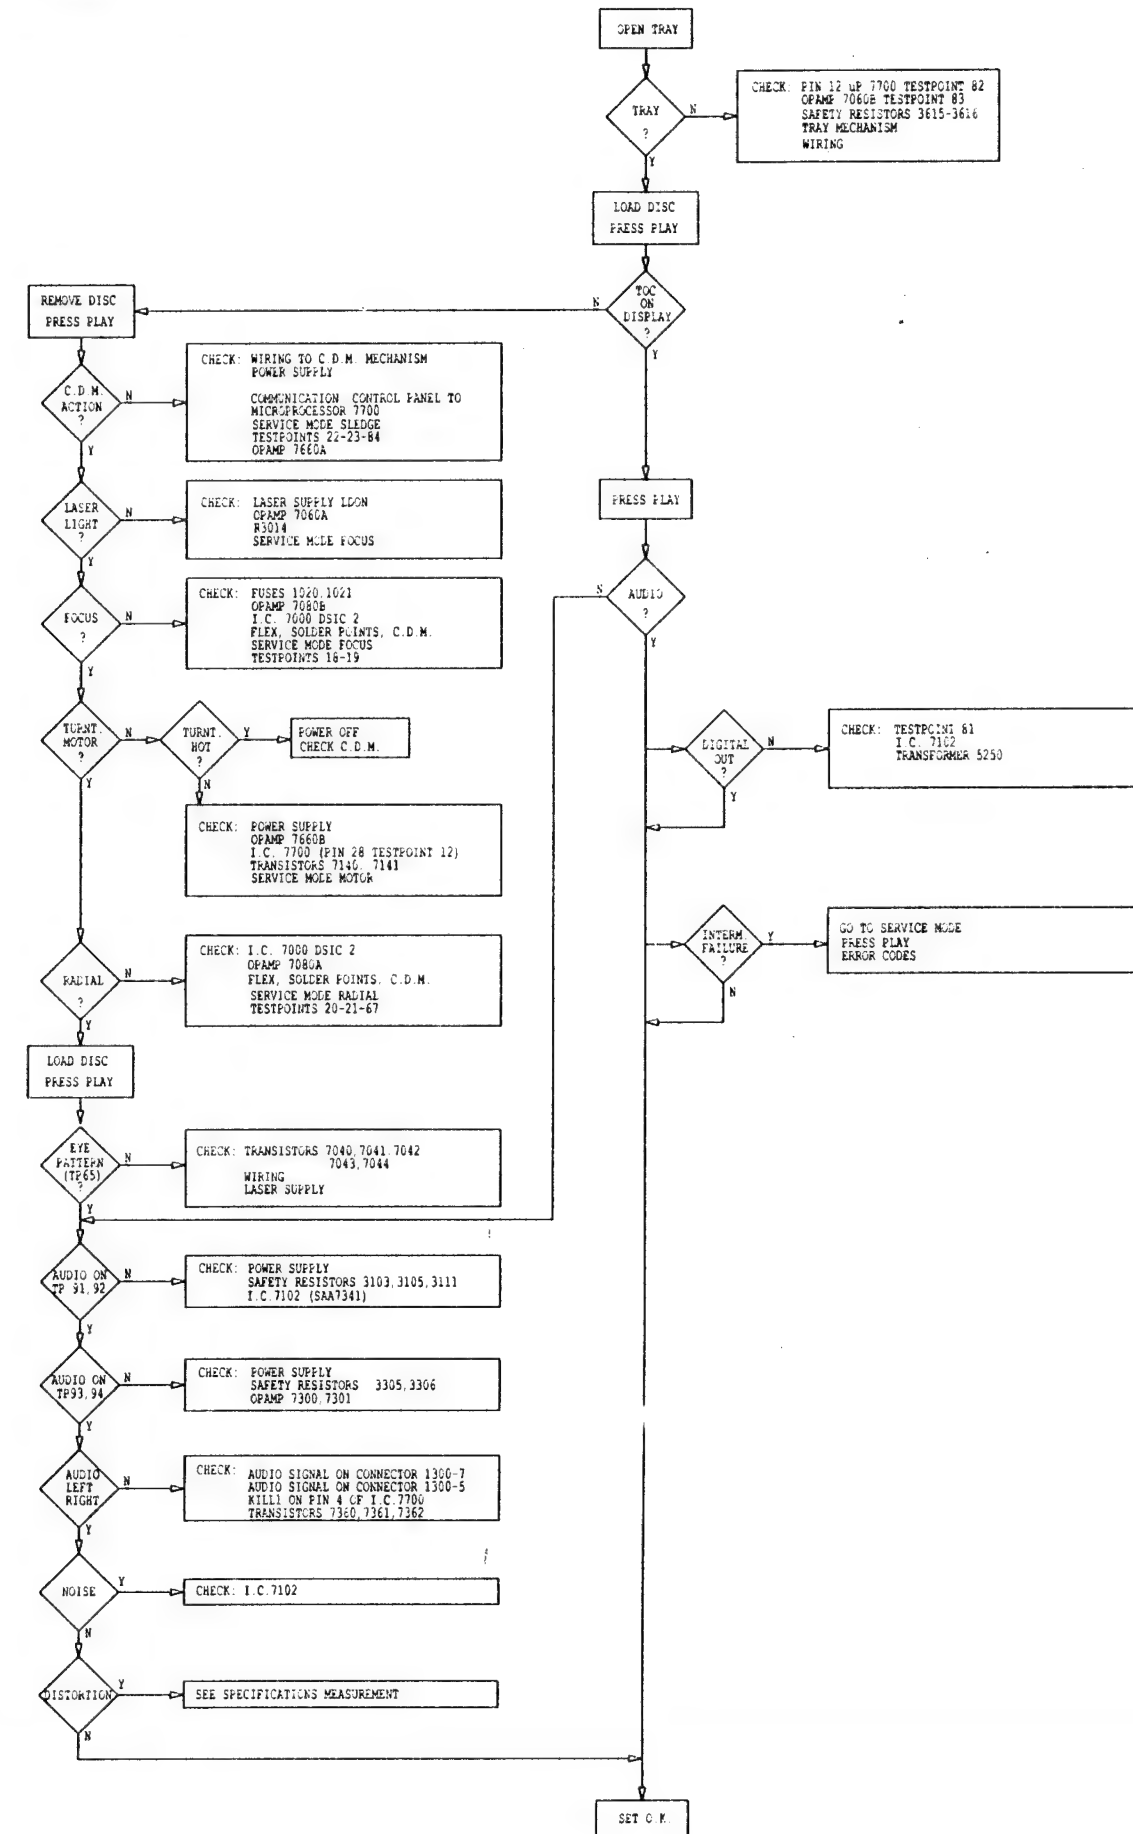 OPEN TRAY
TRAY
?
N
Y
CHECK: PIN 12 uP 7700 TESTPOINT 82
OPAMP 7060B TESTPOINT 83
SAFETY RESISTORS 3615-3616
TRAY MECHANISM
WIRING
LOAD DISC
PRESS PLAY
TOC
ON
DISPLAY
?
N
Y
REMOVE DISC
PRESS PLAY
C.D.M.
ACTION
?
N
Y
CHECK: WIRING TO C.D.M. MECHANISM
POWER SUPPLY
COMMUNICATION CONTROL PANEL TO
MICROPROCESSOR 7700
SERVICE MODE SLEDGE
TESTPOINTS 22-23-84
OPAMP 7660A
PRESS PLAY
LASER
LIGHT
?
N
Y
CHECK: LASER SUPPLY LDON
OPAMP 7060A
R3014
SERVICE MODE FOCUS
AUDIO
?
N
Y
FOCUS
?
N
Y
CHECK: FUSES 1020,1021
OPAMP 7080B
I.C. 7000 DSIC 2
FLEX, SOLDER POINTS, C.D.M.
SERVICE MODE FOCUS
TESTPOINTS 18-19
TURNT.
MOTOR
?
N
Y
TURNT.
HOT
?
Y
N
POWER OFF
CHECK C.D.M.
DIGITAL
OUT
?
N
Y
CHECK: TESTPOINT 81
I.C. 7102
TRANSFORMER 5250
CHECK: POWER SUPPLY
OPAMP 7660B
I.C. 7700 (PIN 28 TESTPOINT 12)
TRANSISTORS 7140. 7141
SERVICE MODE MOTOR
INTERM.
FAILURE
?
Y
N
GO TO SERVICE MODE
PRESS PLAY
ERROR CODES
RADIAL
?
N
Y
CHECK: I.C. 7000 DSIC 2
OPAMP 7080A
FLEX, SOLDER POINTS. C.D.M.
SERVICE MODE RADIAL
TESTPOINTS 20-21-67
LOAD DISC
PRESS PLAY
EYE
PATTERN
(TP65)
?
N
Y
CHECK: TRANSISTORS 7040,7041.7042
7043,7044
WIRING
LASER SUPPLY
AUDIO ON
TP 91,92
N
Y
CHECK: POWER SUPPLY
SAFETY RESISTORS 3103,3105,3111
I.C.7102 (SAA7341)
AUDIO ON
TP93,94
N
Y
CHECK: POWER SUPPLY
SAFETY RESISTORS 3305,3306
OPAMP 7300,7301
AUDIO
LEFT
RIGHT
N
Y
CHECK: AUDIO SIGNAL ON CONNECTOR 1300-7
AUDIO SIGNAL ON CONNECTOR 1300-5
KILL1 ON PIN 4 OF I.C.7700
TRANSISTORS 7360,7361,7362
NOISE
Y
N
CHECK: I.C.7102
DISTORTION
Y
N
SEE SPECIFICATIONS MEASUREMENT
SET O.K.